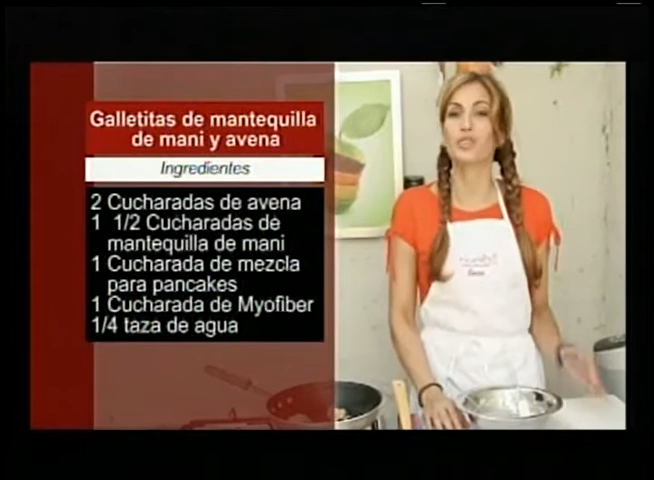 Galletitas de mantequilla
de mani y avena
Ingredientes
2 Cucharadas de avena
1 1/2 Cucharadas de
mantequilla de mani
1 Cucharada de mezcla
para pancakes
1 Cucharada de Myofiber
1/4 taza de agua